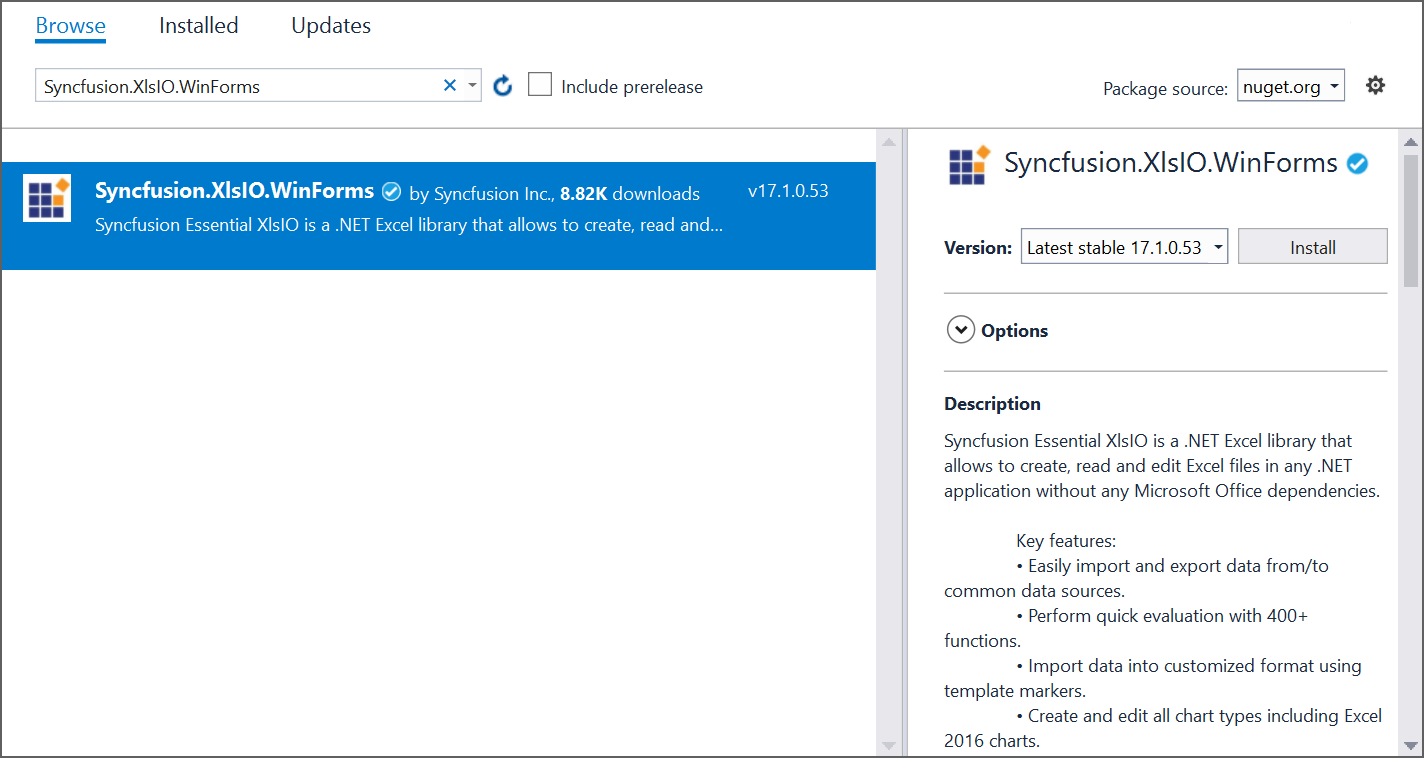 Browse Installed Updates
Syncfusion.XlsIO.WinForms Include prerelease Package source: nuget.org
Syncfusion.XlsIO.WinForms by Syncfusion Inc., 8.82K downloads v17.1.0.53
Syncfusion Essential XlsIO is a .NET Excel library that allows to create, read and...
Syncfusion.XlsIO.WinForms
Version: Latest stable 17.1.0.53 Install
Options
Description
Syncfusion Essential XlsIO is a .NET Excel library that
allows to create, read and edit Excel files in any .NET
application without any Microsoft Office dependencies.
Key features:
• Easily import and export data from/to
common data sources.
• Perform quick evaluation with 400+
functions.
• Import data into customized format using
template markers.
• Create and edit all chart types including Excel
2016 charts.